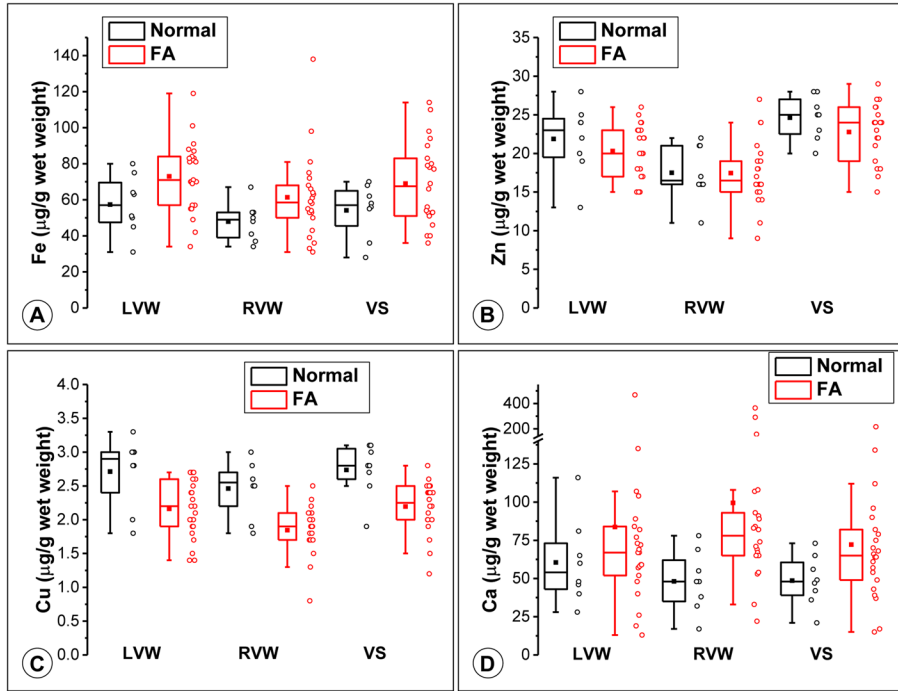 Normal
FA
Fe (µg/g wet weight)
140
120
100
80
60
40
20
0
LVW RVW VS
A
Normal
FA
Zn (µg/g wet weight)
35
30
25
20
15
10
5
0
LVW RVW VS
B
Normal
FA
Cu (µg/g wet weight)
4.0
3.5
3.0
2.5
2.0
1.5
1.0
0.5
0.0
LVW RVW VS
C
Normal
FA
Ca (µg/g wet weight)
400
200
125
100
75
50
25
0
LVW RVW VS
D